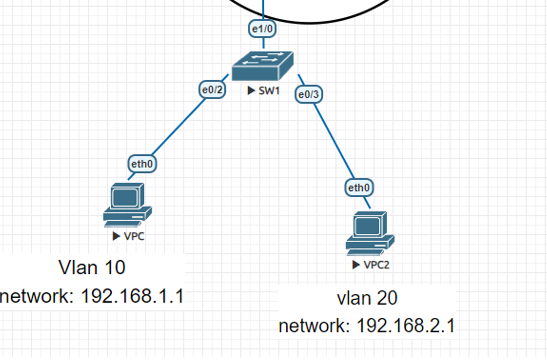 e1/0
SW1
e0/2
e0/3
eth0
eth0
VPC
VPC2
Vlan 10
network: 192.168.1.1
vlan 20
network: 192.168.2.1